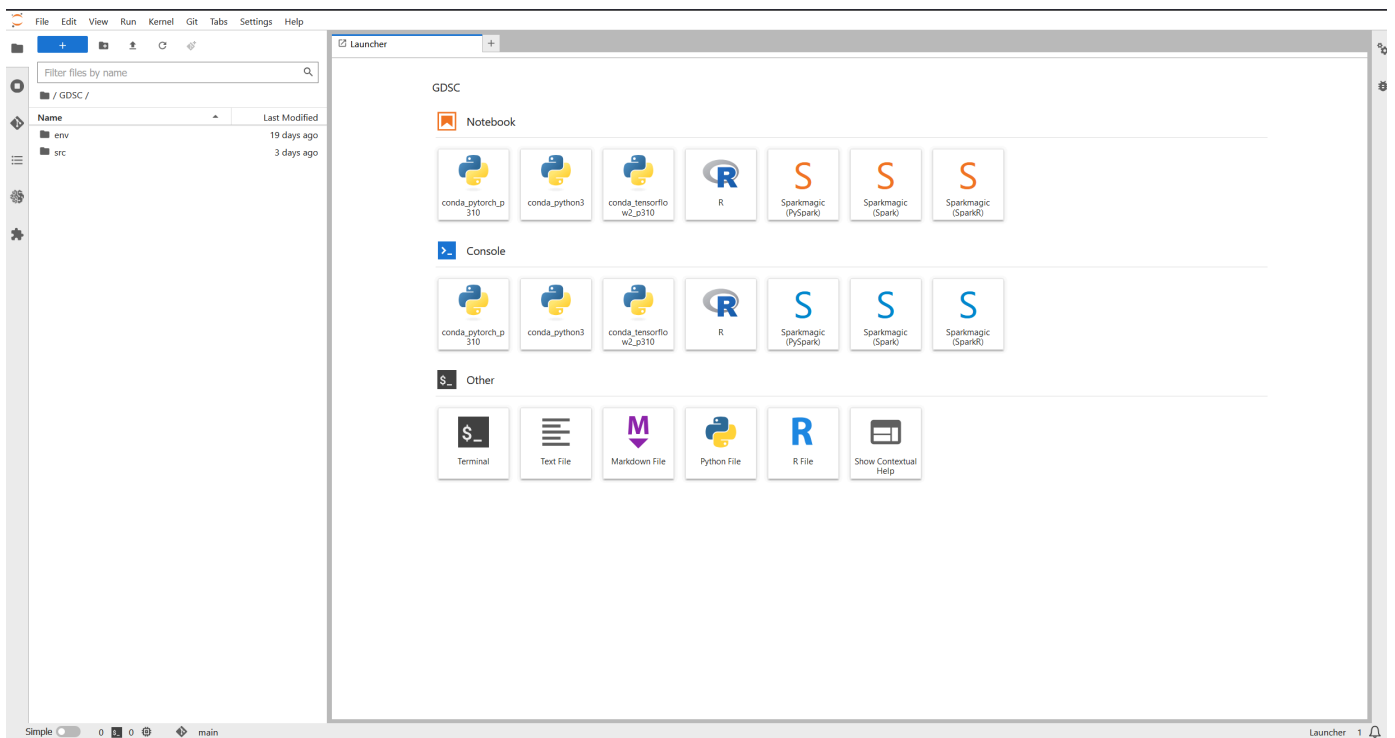 File Edit View Run Kernel Git Tabs Settings Help
+
Filter files by name
/ GDSC /
Name Last Modified
env 19 days ago
src 3 days ago
Launcher +
GDSC
Notebook
conda_pytorch_p
310
conda_python3
conda_tensorflo
w2_p310
R
R
S
Sparkmagic
(PySpark)
S
Sparkmagic
(Spark)
S
Sparkmagic
(SparkR)
>_ Console
conda_pytorch_p
310
conda_python3
conda_tensorflo
w2_p310
R
R
S
Sparkmagic
(PySpark)
S
Sparkmagic
(Spark)
S
Sparkmagic
(SparkR)
$_ Other
$_
Terminal
Text File
M
Markdown File
Python File
R
R File
Show Contextual
Help
Simple 0 $_ 0 main Launcher 1